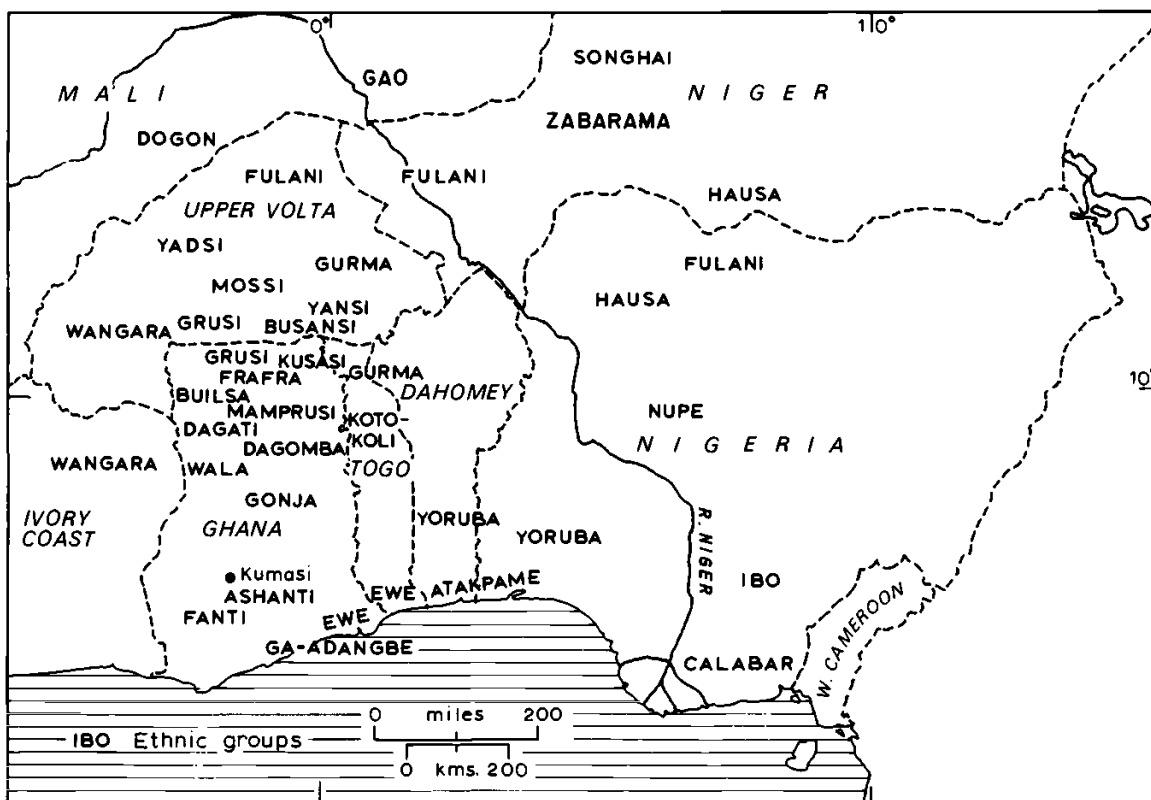 0°
10°
SONGHAI
GAO
MALI
NIGER
ZABARAMA
DOGON
FULANI
FULANI
HAUSA
UPPER VOLTA
YADSI
GURMA
FULANI
MOSSI
HAUSA
YANSI
WANGARA
GRUSI
BUSANSI
GRUSI
KUSASI
GURMA
FRAFRA
DAHOMEY
10°
BUILSA
MAMPRUSI
KOTO-
KOLI
NUPE
DAGATI
NIGERIA
DAGOMBA
WANGARA
WALA
TOGO
GONJA
IVORY
COAST
GHANA
YORUBA
YORUBA
R. NIGER
Kumasi
ASHANTI
IBO
EWE
ATAKPAME
FANTI
EWE
W. CAMEROON
GA-ADANGBE
CALABAR
0 miles 200
IBO Ethnic groups
0 kms. 200